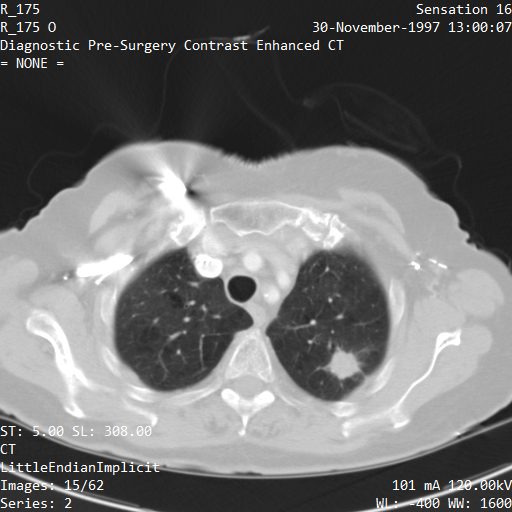 R_175
Sensation 16
R_175 O
30-November-1997 13:00:07
Diagnostic Pre-Surgery Contrast Enhanced CT
= NONE =
ST: 5.00 SL: 308.00
CT
LittleEndianImplicit
Images: 15/62
101 mA 120.00kV
Series: 2
WL: -400 WW: 1600